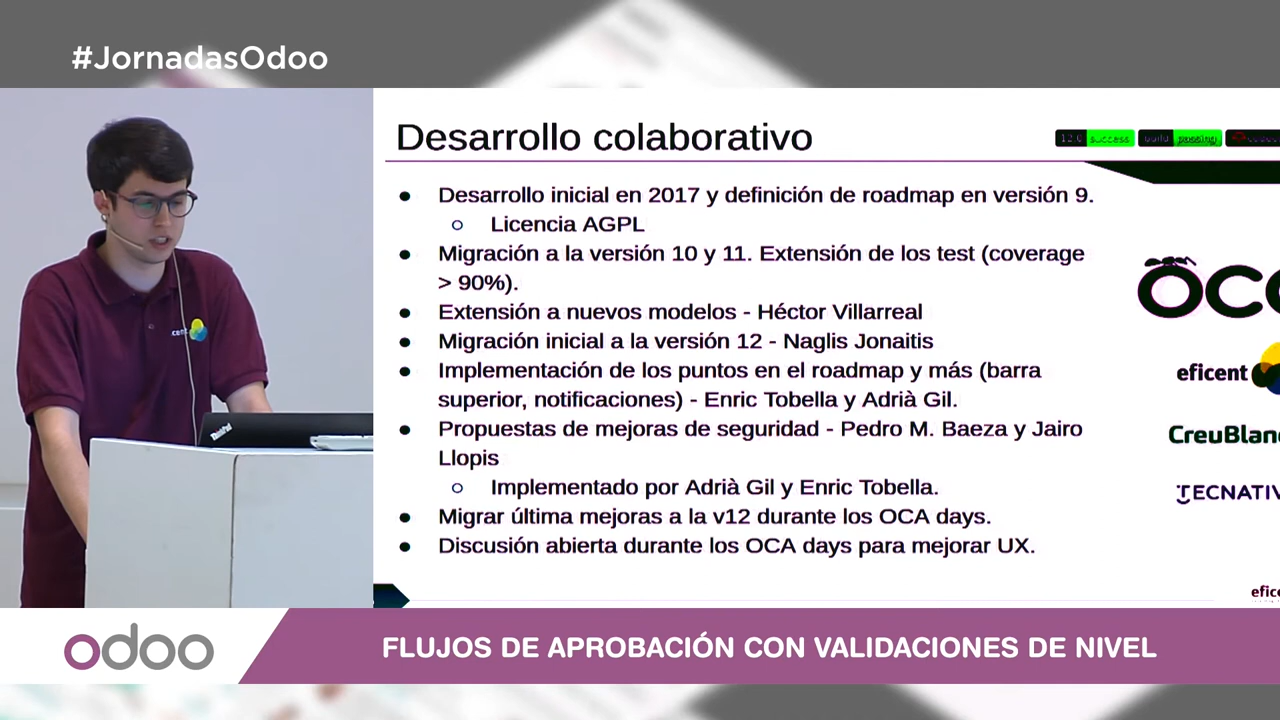 #JornadasOdoo
Desarrollo colaborativo
12.0 success build passing
● Desarrollo inicial en 2017 y definición de roadmap en versión 9.
○ Licencia AGPL
● Migración a la versión 10 y 11. Extensión de los test (coverage
> 90%).
● Extensión a nuevos modelos - Héctor Villarreal
● Migración inicial a la versión 12 - Naglis Jonaitis
● Implementación de los puntos en el roadmap y más (barra
superior, notificaciones) - Enric Tobella y Adrià Gil.
● Propuestas de mejoras de seguridad - Pedro M. Baeza y Jairo
Llopis
○ Implementado por Adrià Gil y Enric Tobella.
● Migrar última mejoras a la v12 durante los OCA days.
● Discusión abierta durante los OCA days para mejorar UX.
OC
eficent
CreuBlan
TECNATIV
efice
cent
ThinkPad
odoo
FLUJOS DE APROBACIÓN CON VALIDACIONES DE NIVEL